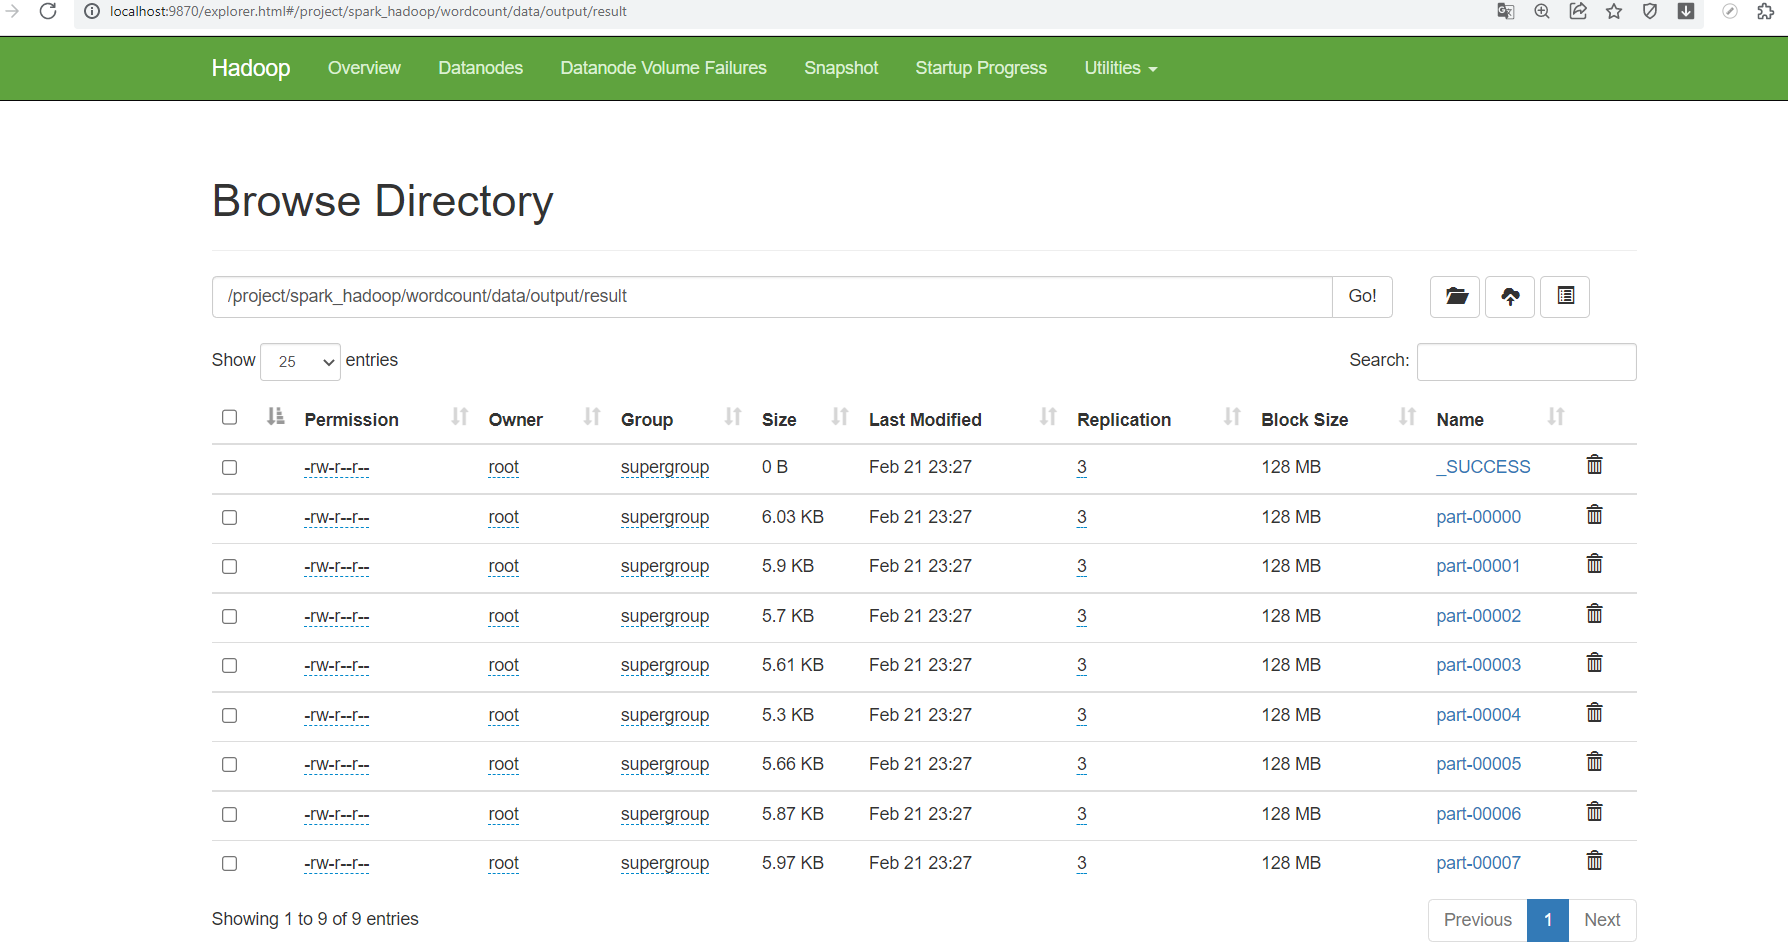 localhost:9870/explorer.html#/project/spark_hadoop/wordcount/data/output/result
Hadoop Overview Datanodes Datanode Volume Failures Snapshot Startup Progress Utilities
Browse Directory
/project/spark_hadoop/wordcount/data/output/result Go!
Show 25 entries Search:
Permission Owner Group Size Last Modified Replication Block Size Name
-rw-r--r-- root supergroup 0 B Feb 21 23:27 3 128 MB _SUCCESS
-rw-r--r-- root supergroup 6.03 KB Feb 21 23:27 3 128 MB part-00000
-rw-r--r-- root supergroup 5.9 KB Feb 21 23:27 3 128 MB part-00001
-rw-r--r-- root supergroup 5.7 KB Feb 21 23:27 3 128 MB part-00002
-rw-r--r-- root supergroup 5.61 KB Feb 21 23:27 3 128 MB part-00003
-rw-r--r-- root supergroup 5.3 KB Feb 21 23:27 3 128 MB part-00004
-rw-r--r-- root supergroup 5.66 KB Feb 21 23:27 3 128 MB part-00005
-rw-r--r-- root supergroup 5.87 KB Feb 21 23:27 3 128 MB part-00006
-rw-r--r-- root supergroup 5.97 KB Feb 21 23:27 3 128 MB part-00007
Showing 1 to 9 of 9 entries Previous 1 Next